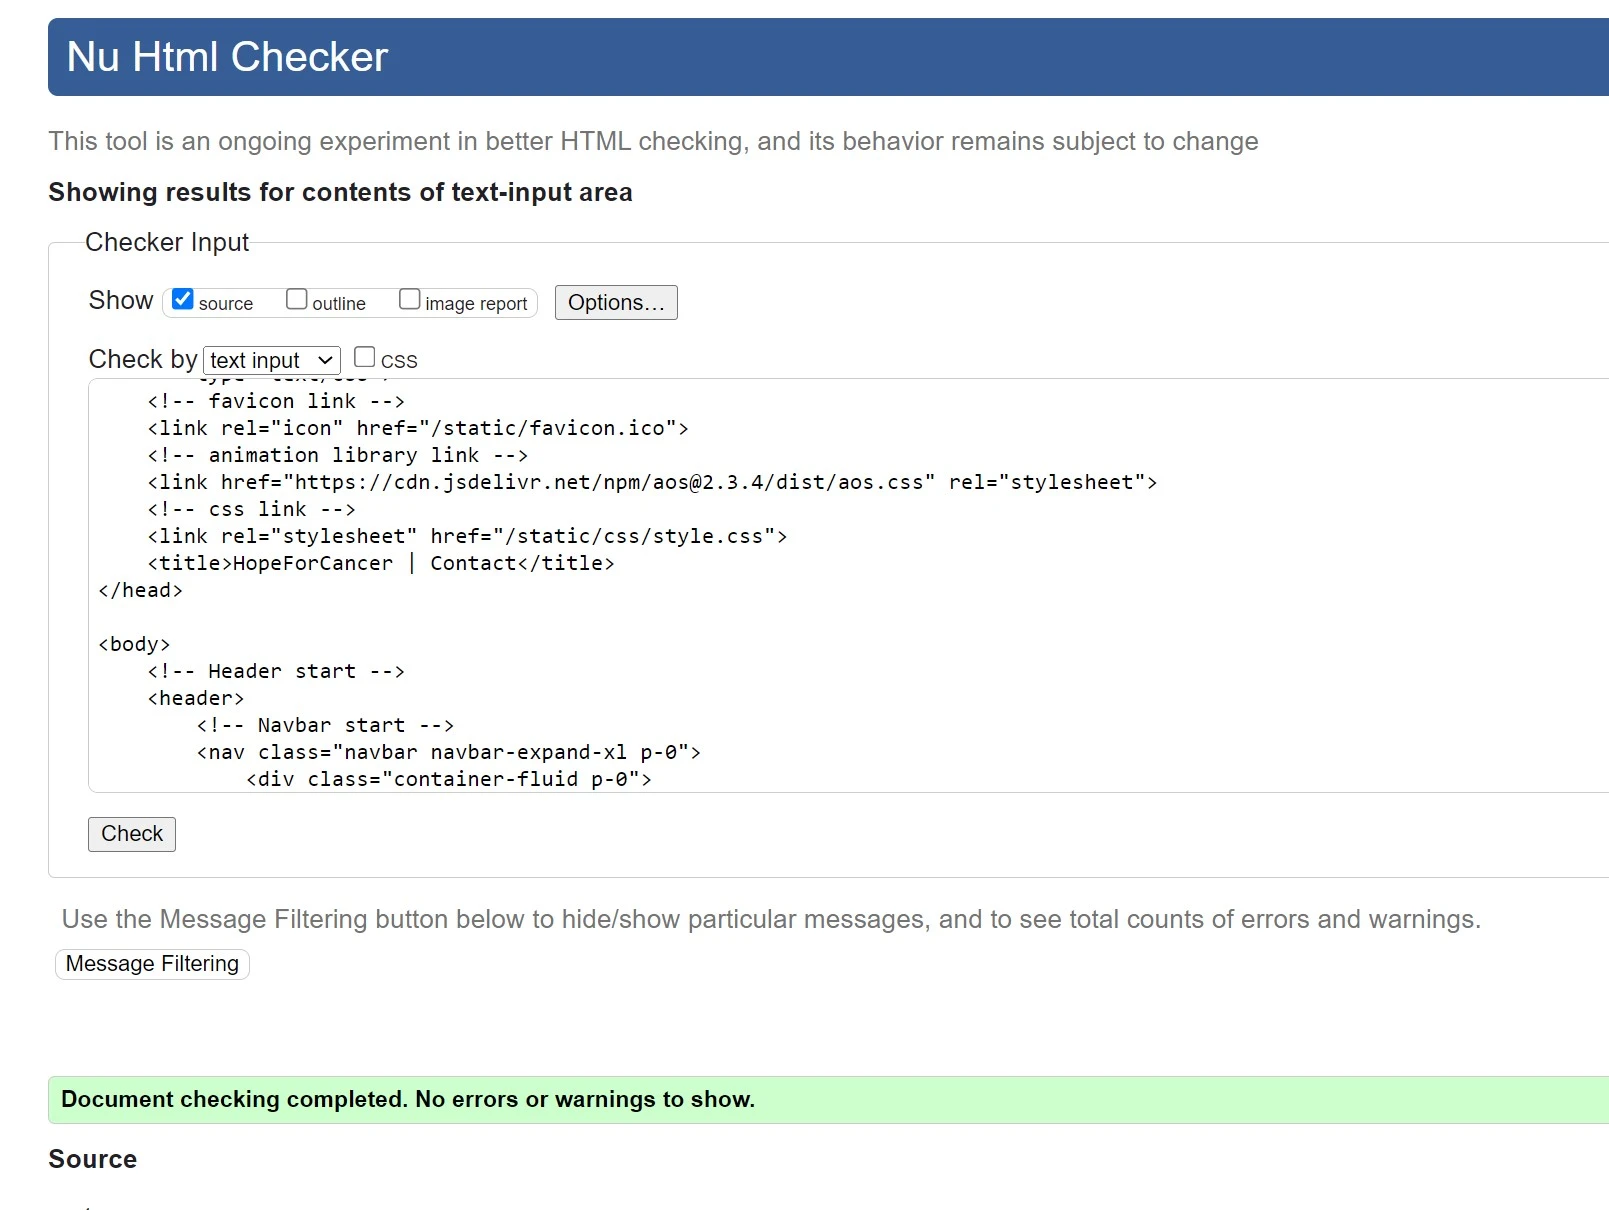 Nu Html Checker
This tool is an ongoing experiment in better HTML checking, and its behavior remains subject to change
Showing results for contents of text-input area
Checker Input
Show source outline image report Options...
Check by text input CSS
    <!-- favicon link -->
    <link rel="icon" href="/static/favicon.ico">
    <!-- animation library link -->
    <link href="https://cdn.jsdelivr.net/npm/aos@2.3.4/dist/aos.css" rel="stylesheet">
    <!-- css link -->
    <link rel="stylesheet" href="/static/css/style.css">
    <title>HopeForCancer | Contact</title>
</head>
<body>
    <!-- Header start -->
    <header>
        <!-- Navbar start -->
        <nav class="navbar navbar-expand-xl p-0">
            <div class="container-fluid p-0">
Check
Use the Message Filtering button below to hide/show particular messages, and to see total counts of errors and warnings.
Message Filtering
Document checking completed. No errors or warnings to show.
Source